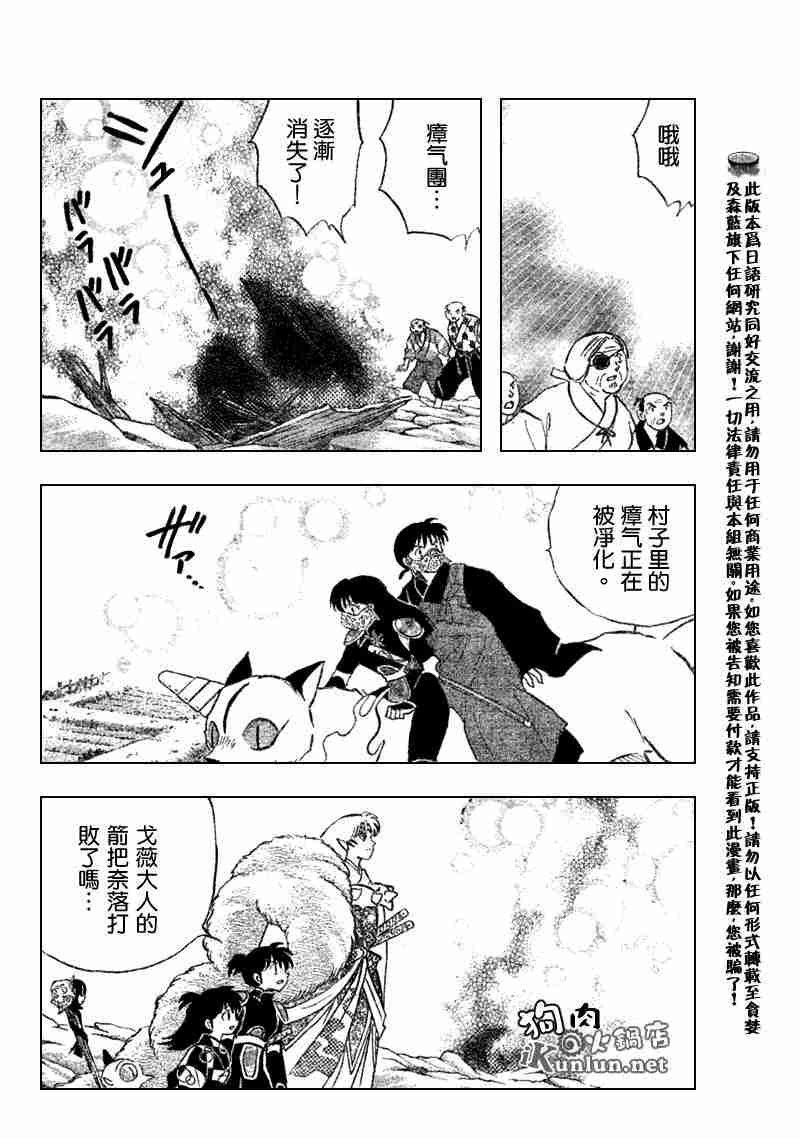 哦哦
瘴气團…
逐漸
消失了！
バラ
バラ
村子里的
瘴气正在
被凈化。
ザァ…
戈薇大人的
箭把奈落打
敗了嗎…
狗肉
火鍋店
iKunlun.net
此版本爲日語研究同好交流之用，請勿用于任何商業用途。如您喜歡此作品，請支持正版！請勿以任何形式轉載至貪婪
及森藍旗下任何網站，謝謝！一切法律責任與本組無關。如果您被告知需要付款才能看到此漫畫，那麼，您被騙了！